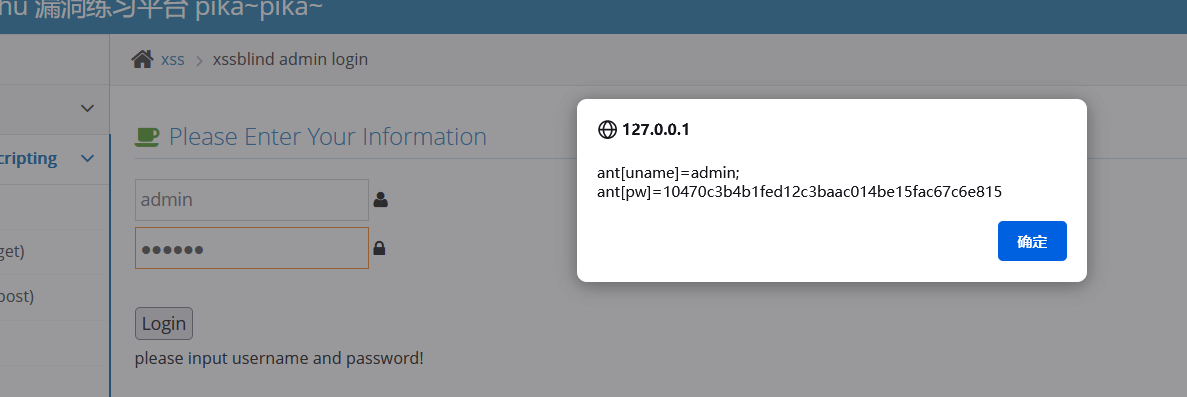 hu 漏洞练习平台 pika~pika~
xss > xssblind admin login
cripting
get)
post)
Please Enter Your Information
admin
Login
please input username and password!
127.0.0.1
ant[uname]=admin;
ant[pw]=10470c3b4b1fed12c3baac014be15fac67c6e815
确定